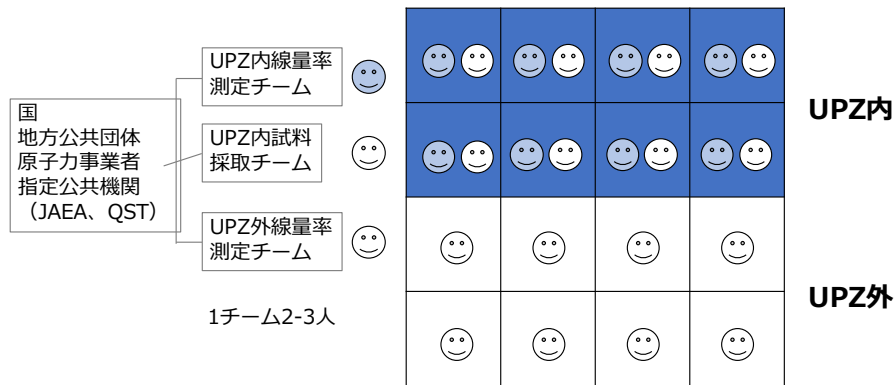 国
地方公共団体
原子力事業者
指定公共機関
（JAEA、QST）
UPZ内線量率
測定チーム
UPZ内試料
採取チーム
UPZ外線量率
測定チーム
1チーム2-3人
UPZ内
UPZ外